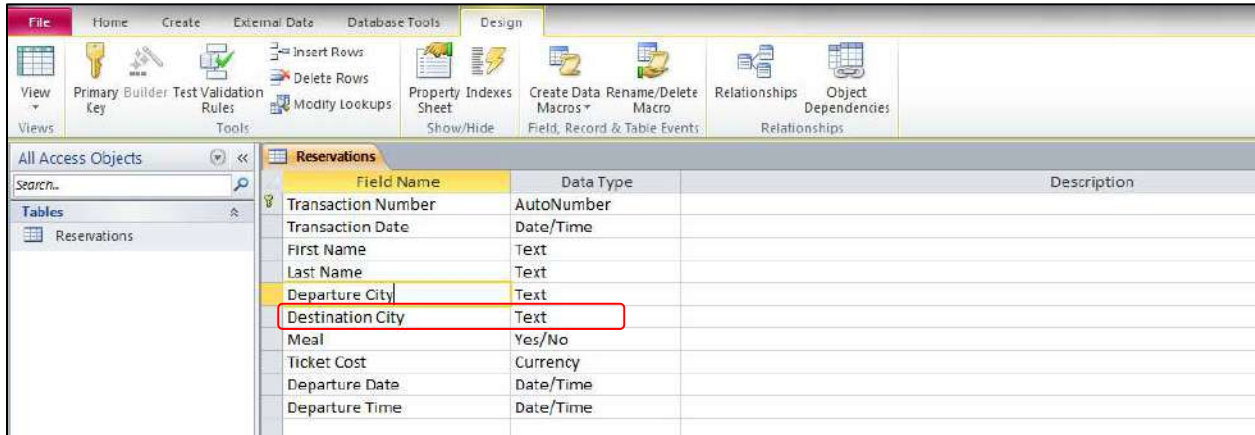 File Home Create External Data Database Tools Design
View
Views
Primary Key
Builder
Test Validation Rules
Insert Rows
Delete Rows
Modify Lookups
Tools
Property Sheet
Indexes
Show/Hide
Create Data Macros
Rename/Delete Macro
Field, Record & Table Events
Relationships
Object Dependencies
Relationships
All Access Objects «
Search..
Tables
Reservations
Reservations
Field Name Data Type Description
Transaction Number AutoNumber
Transaction Date Date/Time
First Name Text
Last Name Text
Departure City Text
Destination City Text
Meal Yes/No
Ticket Cost Currency
Departure Date Date/Time
Departure Time Date/Time